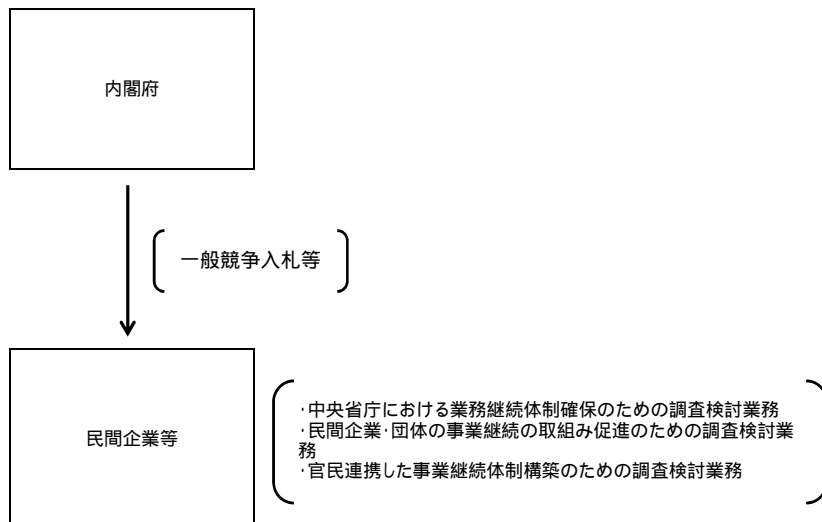 内閣府
一般競争入札等
民間企業等
・中央省庁における業務継続体制確保のための調査検討業務
・民間企業・団体の事業継続の取組み促進のための調査検討業
務
・官民連携した事業継続体制構築のための調査検討業務